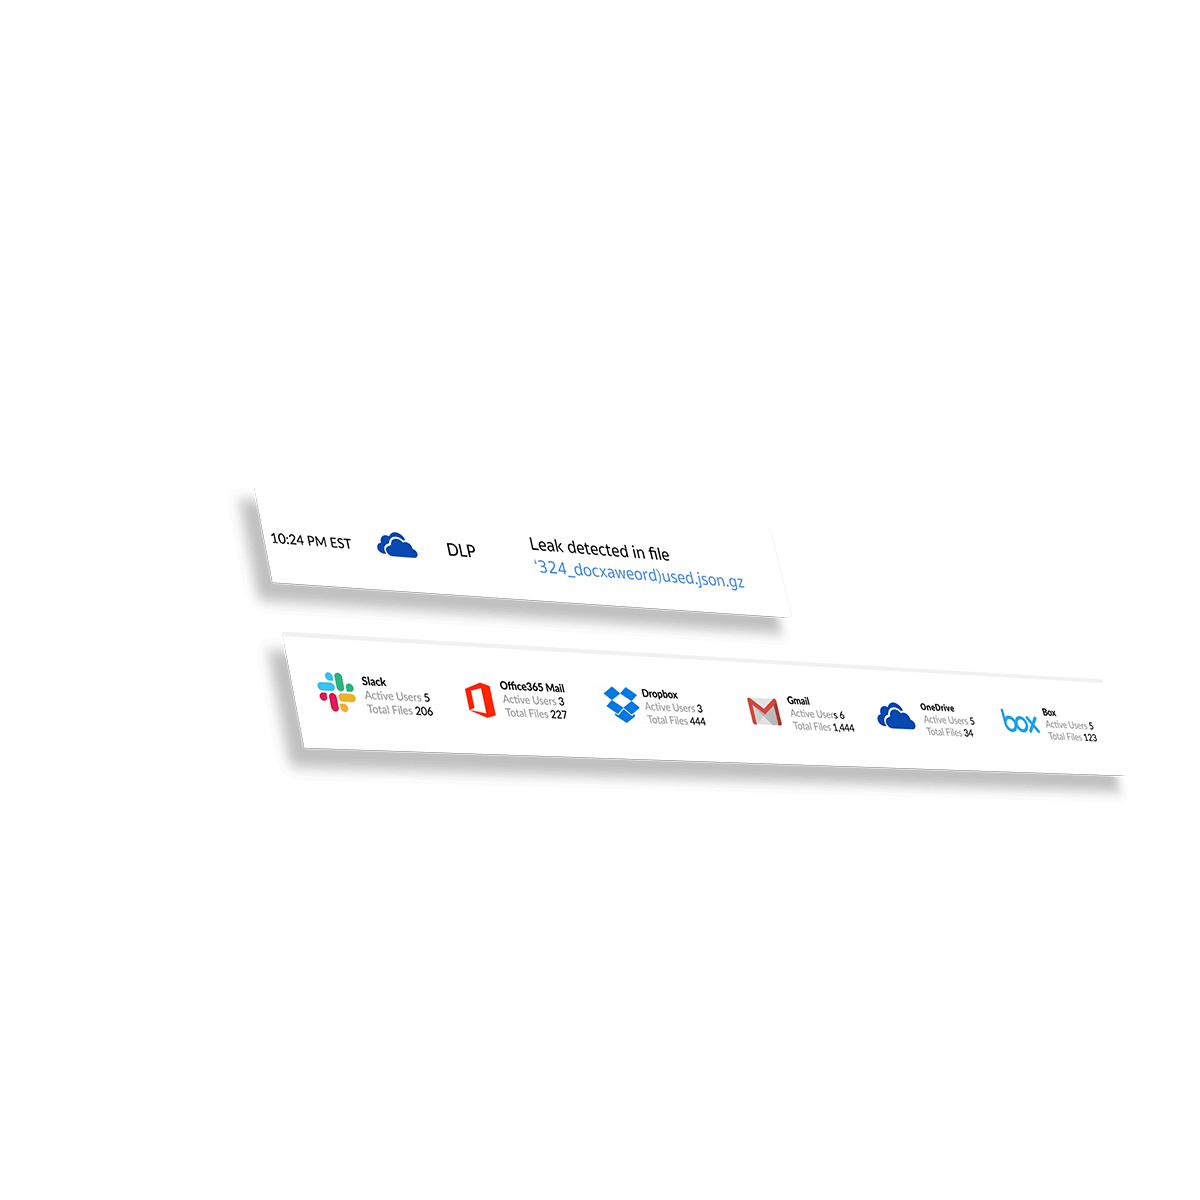 10:24 PM EST
DLP
Leak detected in file
‘324_docxaweord)used.json.gz
Slack
Active Users 5
Total Files 206
Office365 Mail
Active Users 3
Total Files 227
Dropbox
Active Users 3
Total Files 444
Gmail
Active Users 6
Total Files 1,444
OneDrive
Active Users 5
Total Files 34
box
Box
Active Users 5
Total Files 123